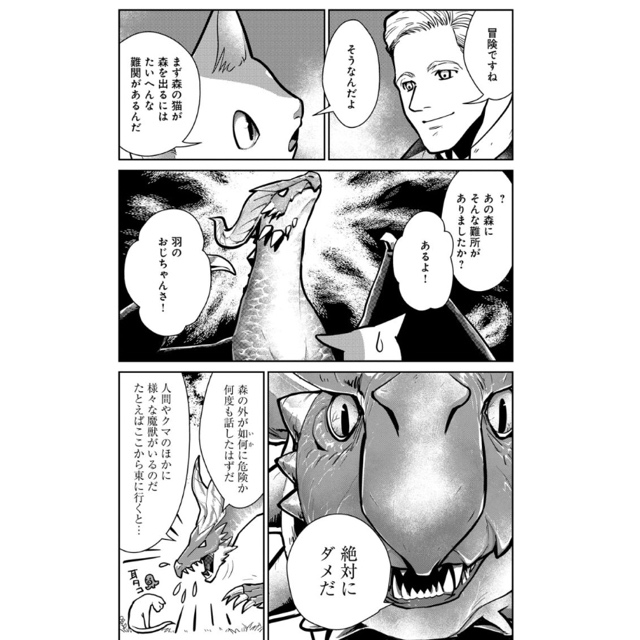 冒険ですね
そうなんだよ
まず森の猫が
森を出るには
たいへんな
難関があるんだ
?
あの森に
そんな難所が
ありましたか?
あるよ!
羽の
おじちゃんさ!
絶対に
ダメだ
森の外が如何に危険か
いか
何度も話したはずだ
人間やクマのほかに
様々な魔獣がいるのだ
たとえばここから東に行くと…
耳タコ